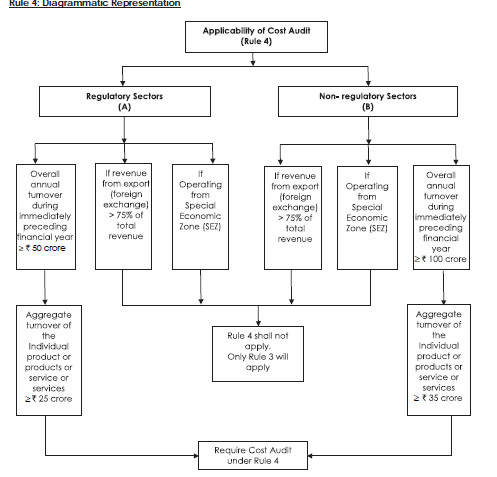 Rule 4: Diagrammatic Representation
Applicability of Cost Audit
(Rule 4)
Regulatory Sectors
(A)
Non- regulatory Sectors
(B)
Overall
annual
turnover
during
immediately
preceding
financial year
≥ ₹ 50 crore
If revenue
from export
(foreign
exchange)
> 75% of
total
revenue
If
Operating
from
Special
Economic
Zone (SEZ)
If revenue
from export
(foreign
exchange)
> 75% of
total
revenue
If
Operating
from
Special
Economic
Zone (SEZ)
Overall
annual
turnover
during
immediately
preceding
financial
year
≥ ₹ 100 crore
Aggregate
turnover of
the
Individual
product or
products or
service or
services
≥ ₹ 25 crore
Rule 4 shall not
apply.
Only Rule 3 will
apply
Aggregate
turnover of
the
Individual
product or
products or
service or
services
≥ ₹ 35 crore
Require Cost Audit
under Rule 4